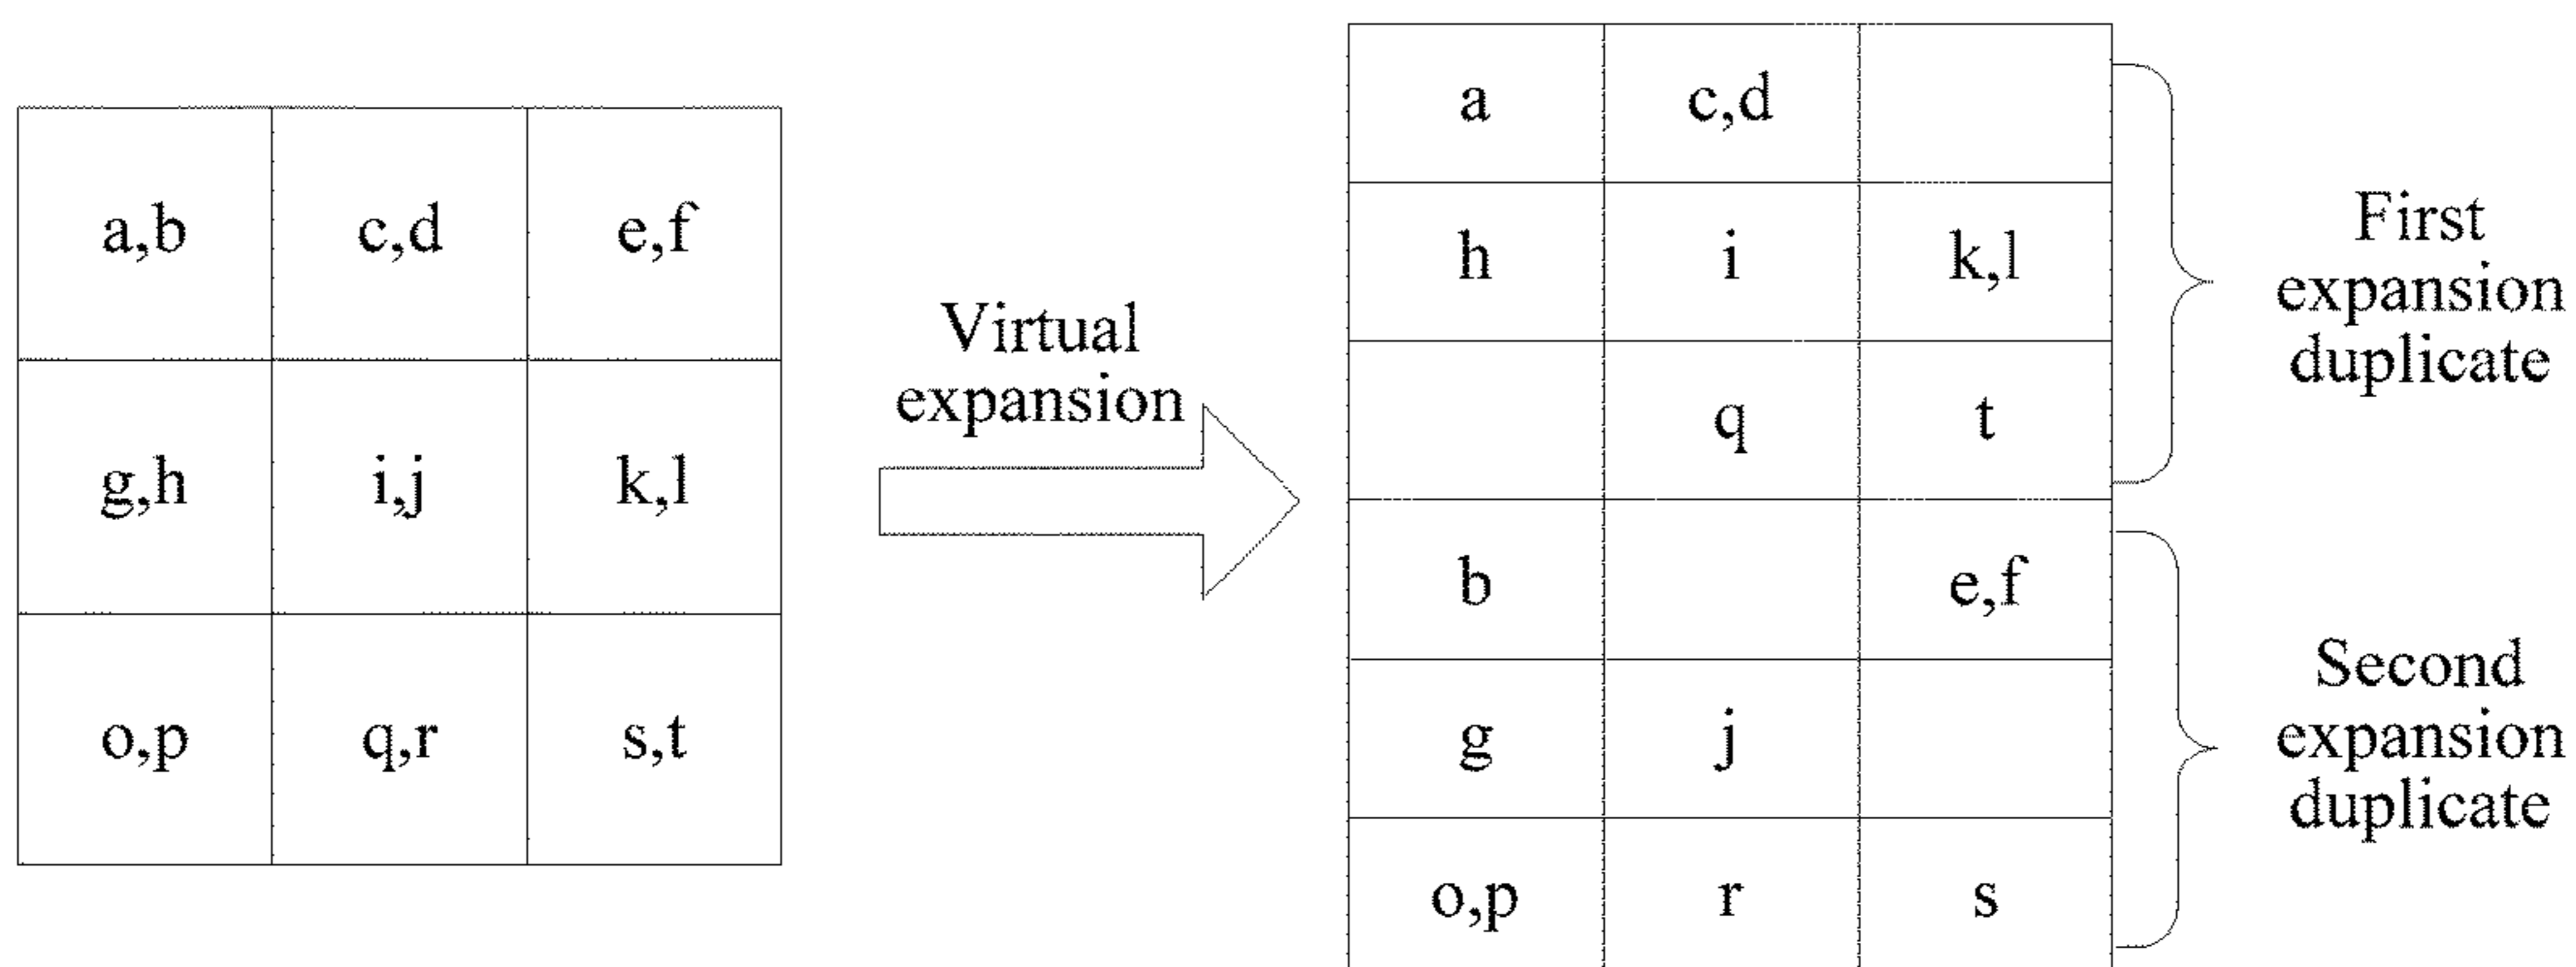 a,b c,d e,f
g,h i,j k,l
o,p q,r s,t
Virtual
expansion
a c,d
h i k,l
q t
b e,f
g j
o,p r s
First
expansion
duplicate
Second
expansion
duplicate